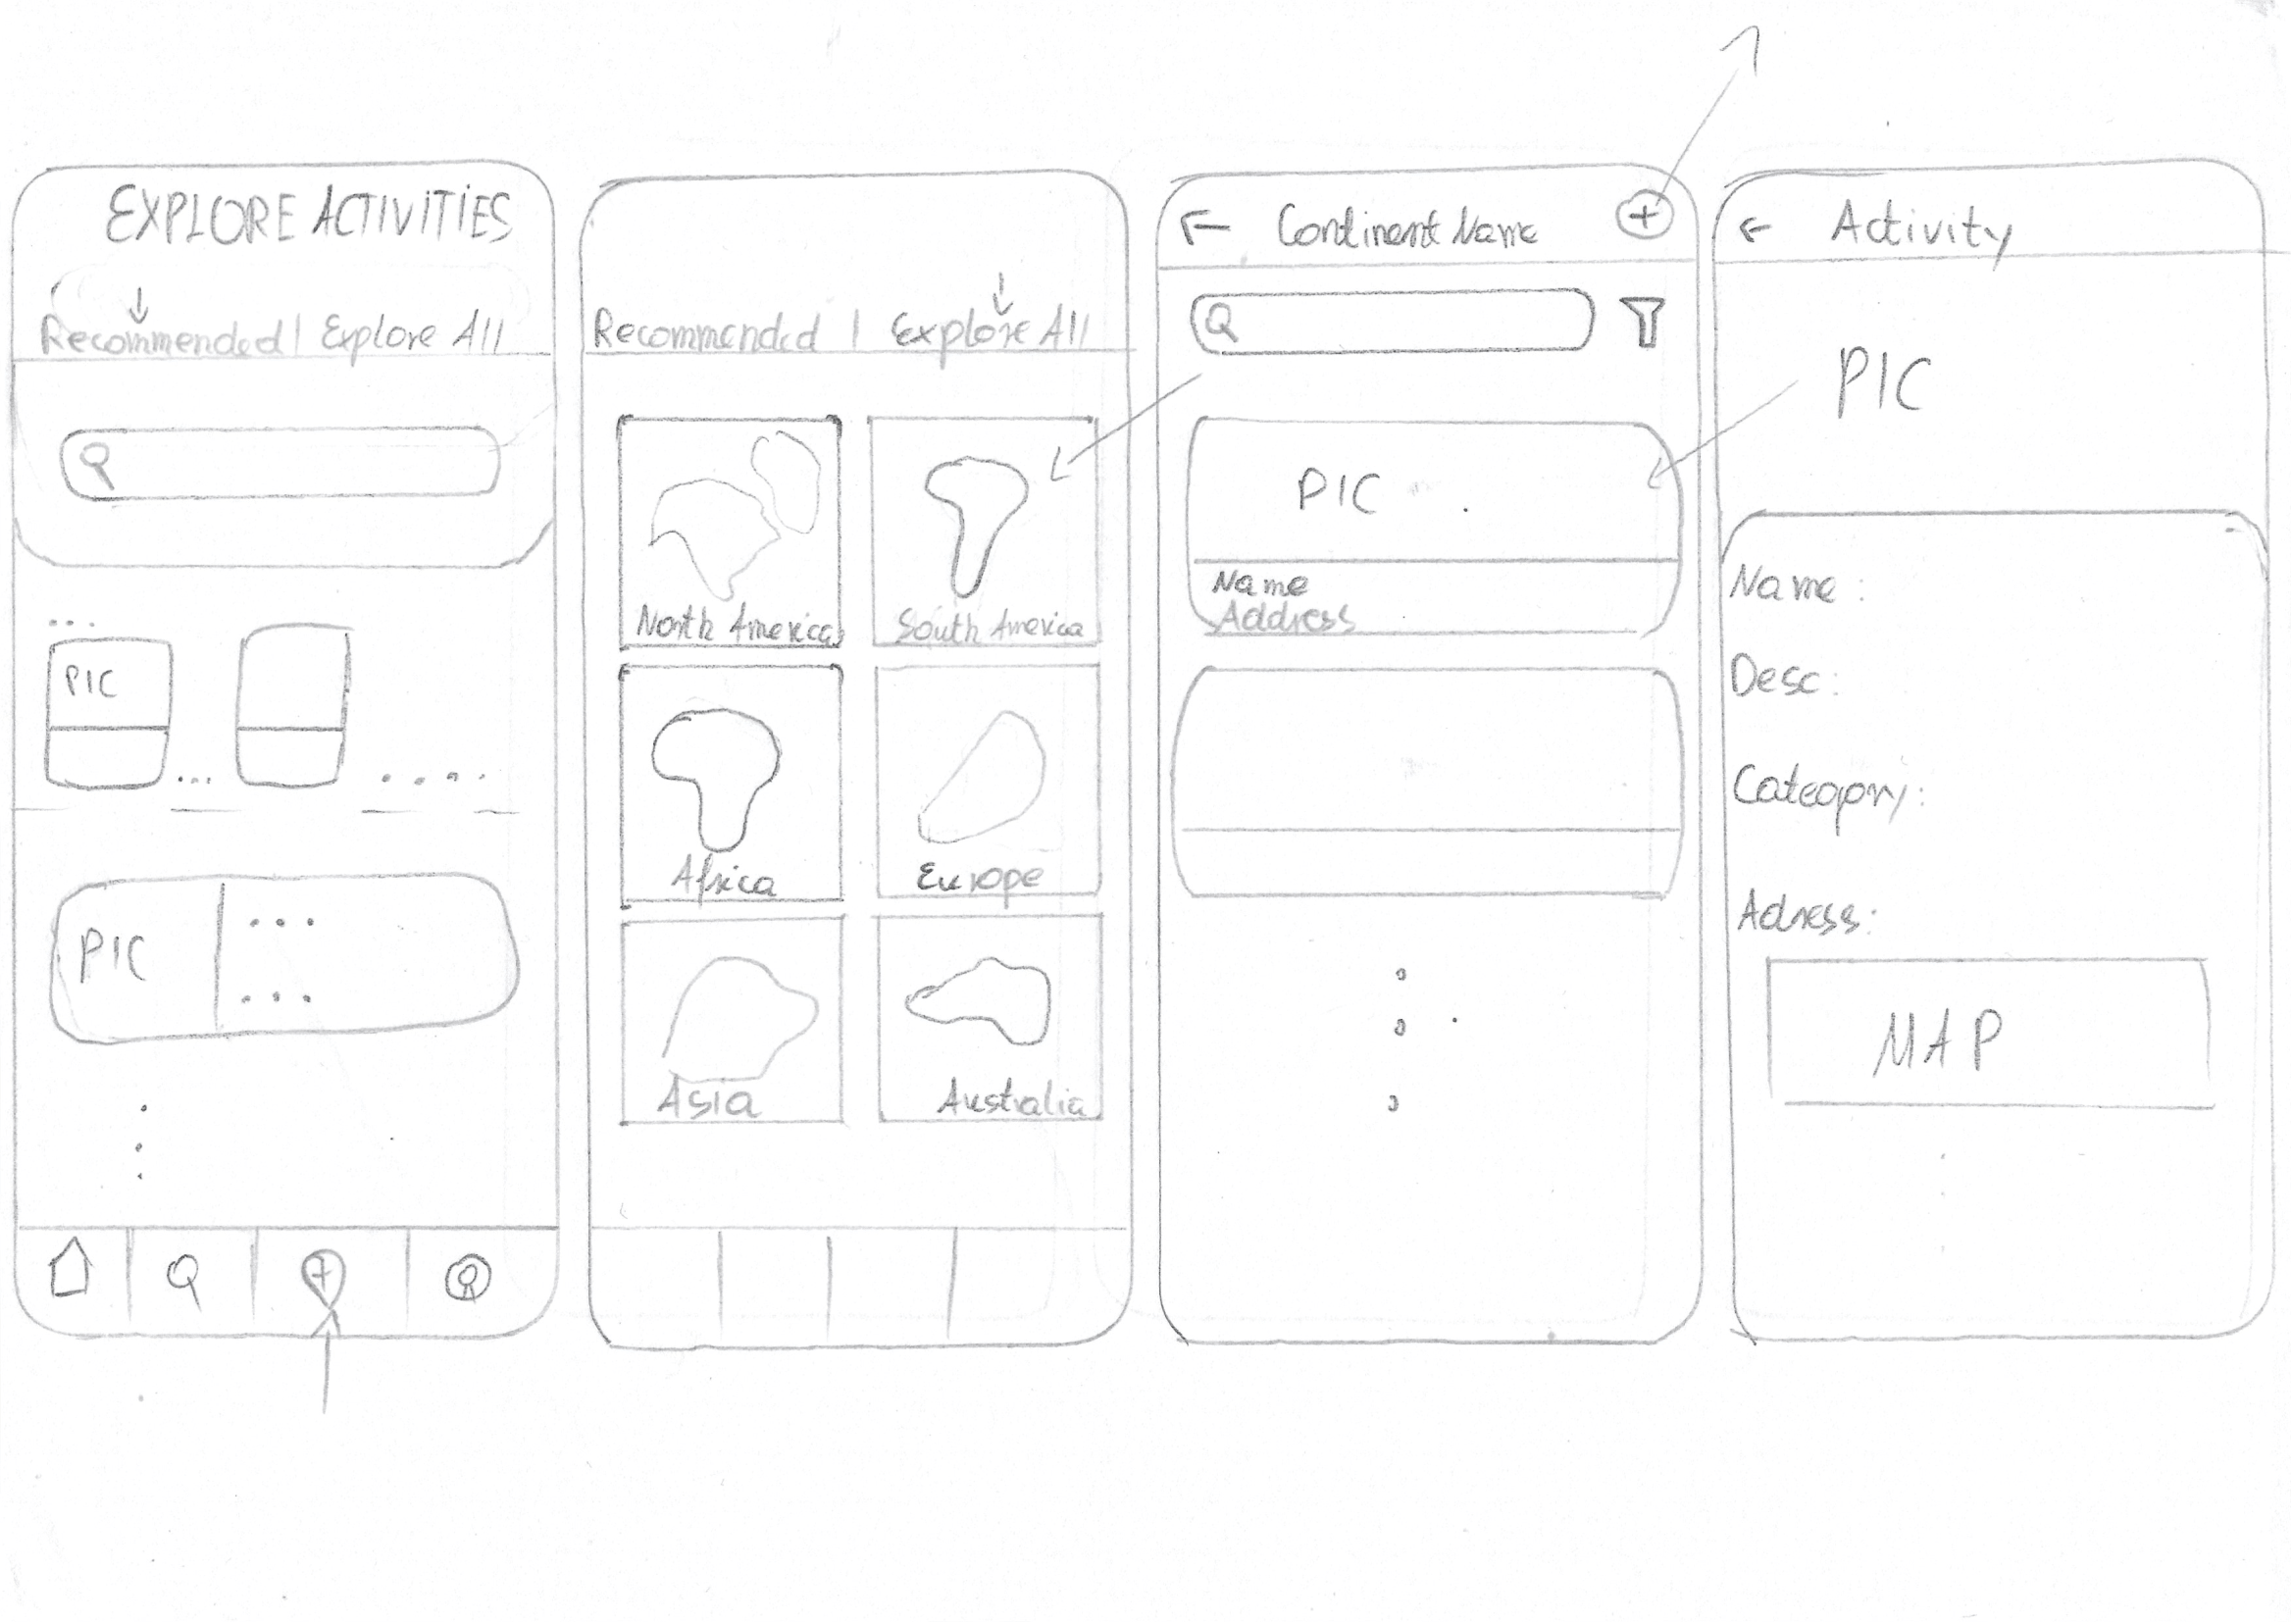 EXPLORE ACTIVITIES
Recommended | Explore All
PIC
PIC
Recommended | Explore All
North America
South America
Africa
Europe
Asia
Australia
Continent Name
PIC
Name
Address
Activity
PIC
Name:
Desc:
Category:
Adress:
MAP